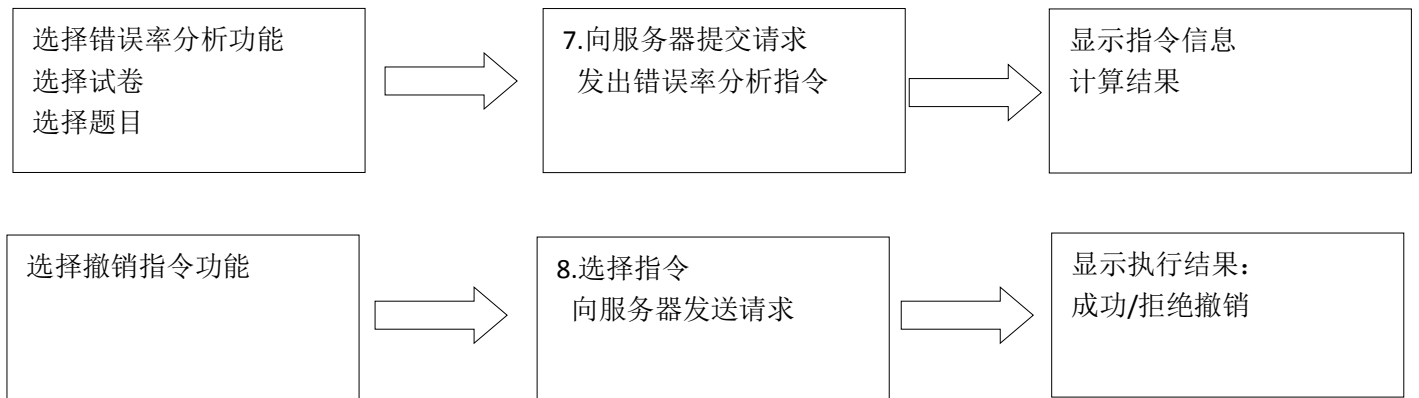 选择错误率分析功能
选择试卷
选择题目
7.向服务器提交请求
发出错误率分析指令
显示指令信息
计算结果
选择撤销指令功能
8.选择指令
向服务器发送请求
显示执行结果：
成功/拒绝撤销